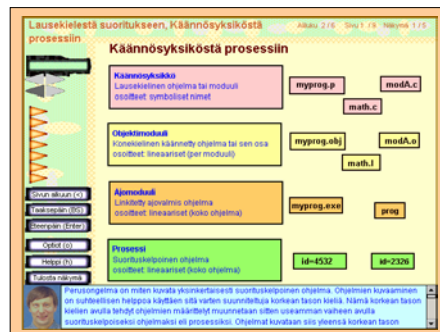 Lausekielestä suoritukseen, Käännösyksiköstä
prosessiin
Aliluku 2/6 Sivu 1/9 Näkymä 1/5
Käännösyksiköstä prosessiin
Käännösyksikkö
Lausekielinen ohjelma tai moduuli
osoitteet: symboliset nimet
myprog.p
modA.c
math.c
Objektimoduuli
Konekielinen käännetty ohjelma tai sen osa
osoitteet: lineaariset (per moduuli)
myprog.obj
modA.o
math.l
Ajomoduuli
Linkitetty ajovalmis ohjelma
osoitteet: lineaariset (koko ohjelma)
myprog.exe
prog
Prosessi
Suorituskelpoinen ohjelma
osoitteet: lineaariset (koko ohjelma)
id=4532
id=2326
Sivun alkuun (<)
Taaksepäin (BS)
Eteenpäin (Enter)
Optiot (o)
Helppi (h)
Tulosta näkymä
Perusongelma on miten kuvata yksinkertaisesti suorituskelpoinen ohjelma. Ohjelmien kuvaaminen
on suhteellisen helppoa käyttäen sitä varten suunniteltuja korkean tason kieliä. Nämä korkean tason
kielien avulla tehdyt ohjelmien määrittelyt muunnetaan sitten useamman vaiheen avulla
suorituskelpoiseksi ohjelmaksi eli prosessiksi. Ohjelmat kuvataan siis yleensä korkean tason